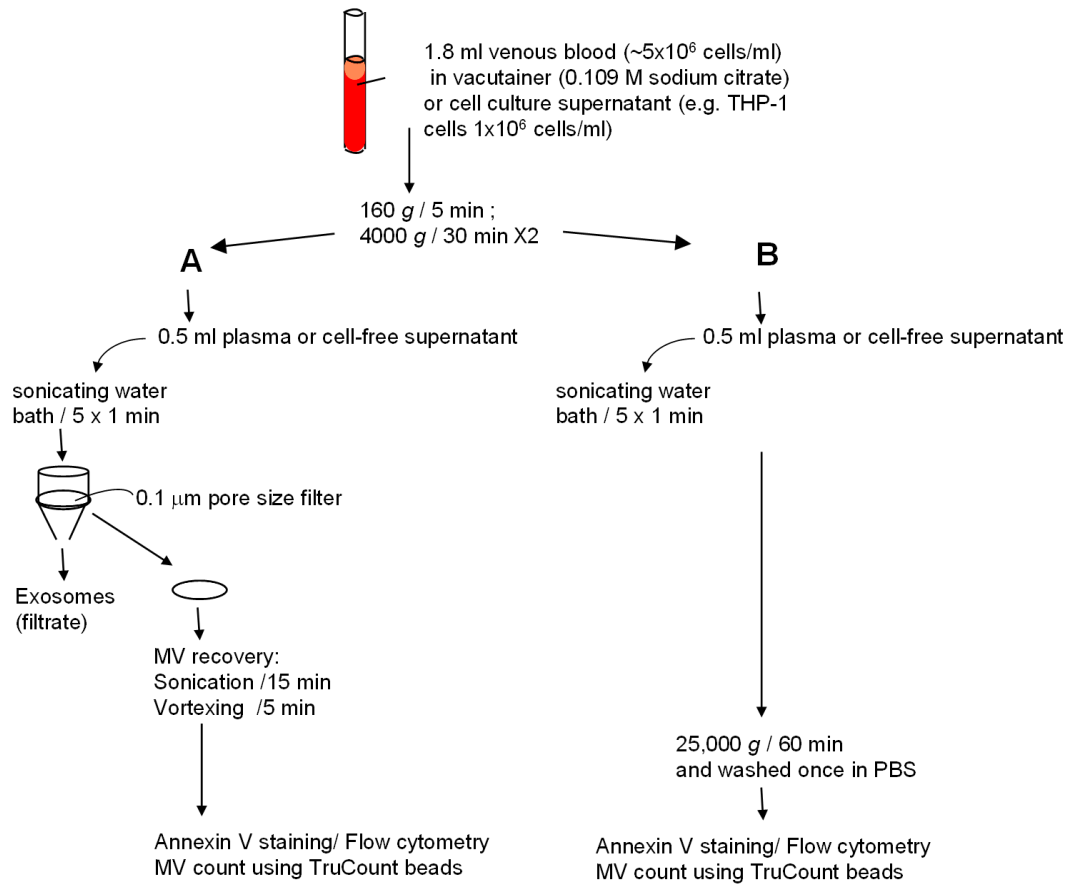 1.8 ml venous blood (~5x10⁶ cells/ml)
in vacutainer (0.109 M sodium citrate)
or cell culture supernatant (e.g. THP-1
cells 1x10⁶ cells/ml)
160 g / 5 min ;
4000 g / 30 min X2
A
0.5 ml plasma or cell-free supernatant
sonicating water
bath / 5 x 1 min
0.1 μm pore size filter
Exosomes
(filtrate)
MV recovery:
Sonication /15 min
Vortexing /5 min
Annexin V staining/ Flow cytometry
MV count using TruCount beads
B
0.5 ml plasma or cell-free supernatant
sonicating water
bath / 5 x 1 min
25,000 g / 60 min
and washed once in PBS
Annexin V staining/ Flow cytometry
MV count using TruCount beads